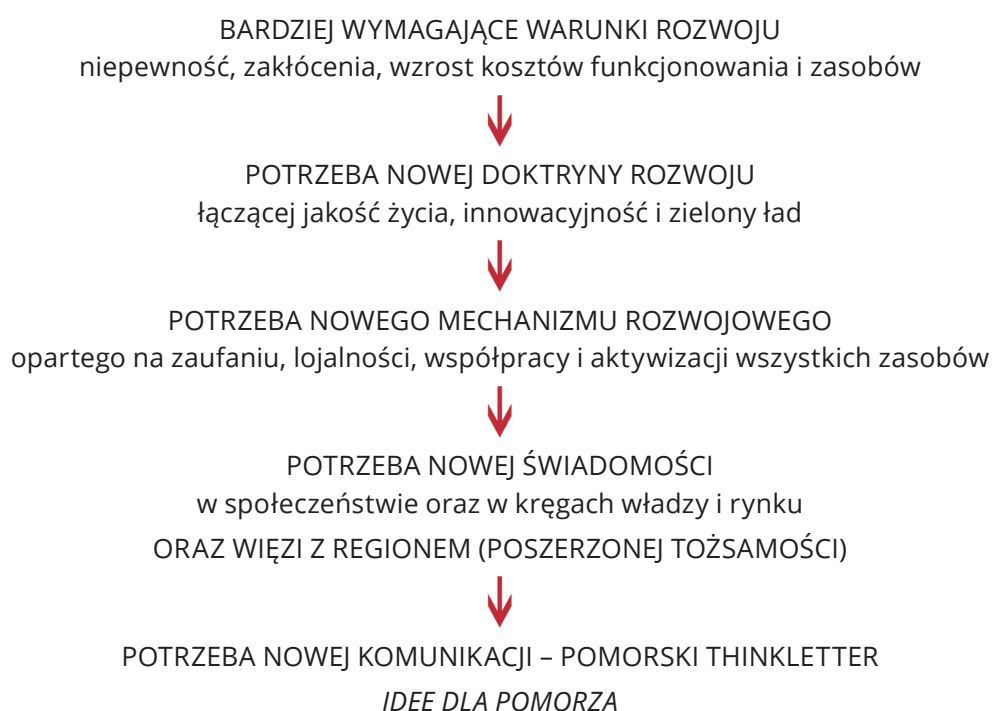 BARDZIEJ WYMAGAJĄCE WARUNKI ROZWOJU
niepewność, zakłócenia, wzrost kosztów funkcjonowania i zasobów
POTRZEBA NOWEJ DOKTRYNY ROZWOJU
łączącej jakość życia, innowacyjność i zielony ład
POTRZEBA NOWEGO MECHANIZMU ROZWOJOWEGO
opartego na zaufaniu, lojalności, współpracy i aktywizacji wszystkich zasobów
POTRZEBA NOWEJ ŚWIADOMOŚCI
w społeczeństwie oraz w kręgach władzy i rynku
ORAZ WIĘZI Z REGIONEM (POSZERZONEJ TOŻSAMOŚCI)
POTRZEBA NOWEJ KOMUNIKACJI – POMORSKI THINKLETTER
IDEE DLA POMORZA